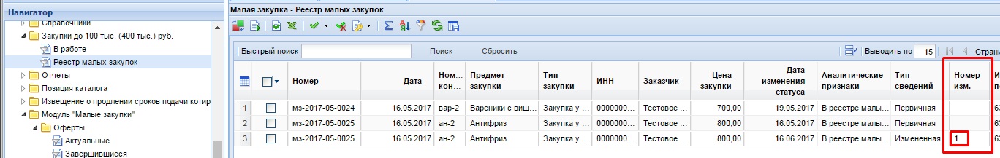 Навигатор
Справочники
Закупки до 100 тыс. (400 тыс.) руб.
В работе
Реестр малых закупок
Отчеты
Позиция каталога
Извещение о продлении сроков подачи котир
Модуль "Малые закупки"
Оферты
Актуальные
Завершившиеся
Малая закупка - Реестр малых закупок
Быстрый поиск Поиск Сбросить Выводить по 15 Страни
Номер Дата Ном... кон... Предмет закупки Тип закупки ИНН Заказчик Цена закупки Дата изменения статуса Аналитические признаки Тип сведений Номер изм.
1 мз-2017-05-0024 16.05.2017 вар-2 Вареники с виш... Закупка у ... 0000000... Тестовое ... 700,00 19.05.2017 В реестре малы... Первичная
2 мз-2017-05-0025 16.05.2017 ан-2 Антифриз Закупка у ... 0000000... Тестовое ... 800,00 16.05.2017 В реестре малы... Первичная
3 мз-2017-05-0025 16.05.2017 ан-2 Антифриз Закупка у ... 0000000... Тестовое ... 800,00 16.06.2017 В реестре малы... Измененная 1